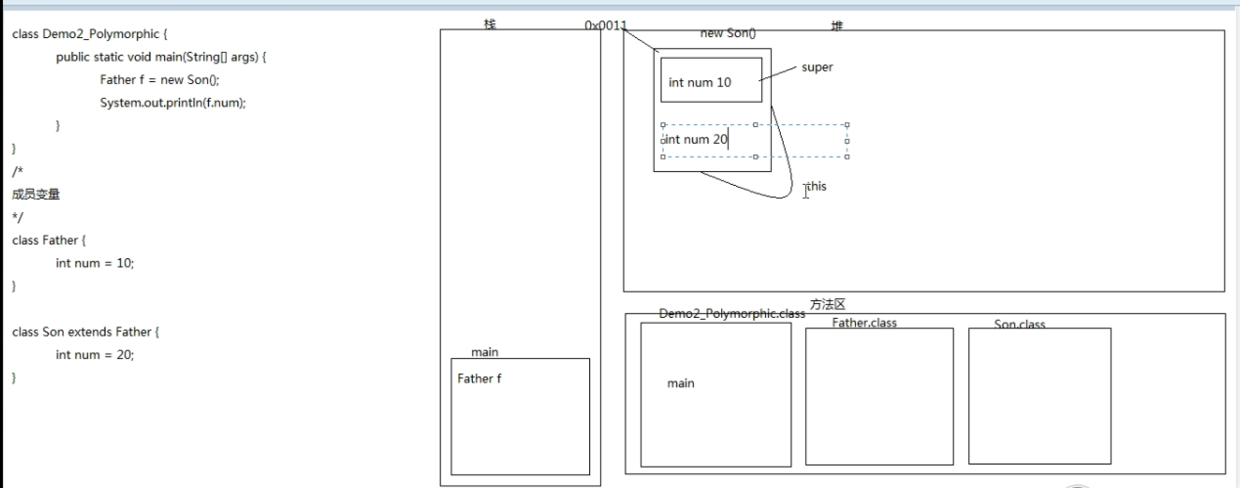 class Demo2_Polymorphic {
public static void main(String[] args) {
Father f = new Son();
System.out.println(f.num);
}
}
/*
成员变量
*/
class Father {
int num = 10;
}
class Son extends Father {
int num = 20;
}
栈
main
Father f
0x0011
堆
new Son()
int num 10
super
int num 20
this
方法区
Demo2_Polymorphic.class
main
Father.class
Son.class